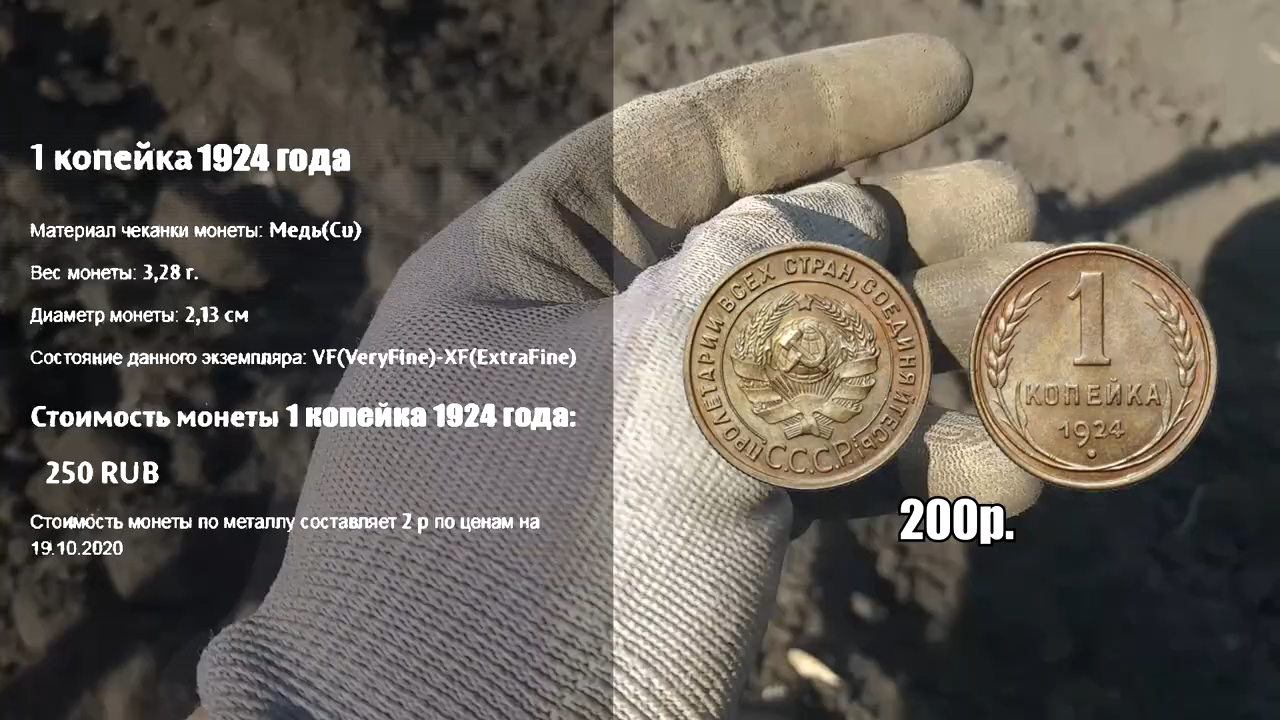 1 копейка 1924 года
Материал чеканки монеты: Медь(Cu)
Вес монеты: 3,28 г.
Диаметр монеты: 2,13 см
Состояние данного экземпляра: VF(VeryFine)-XF(ExtraFine)
Стоимость монеты 1 копейка 1924 года:
250 RUB
Стоимость монеты по металлу составляет 2 р по ценам на
19.10.2020
ПРОЛЕТАРИИ ВСЕХ СТРАН, СОЕДИНЯЙТЕСЬ!
С.С.С.Р.
1
КОПЕЙКА
1924
200р.